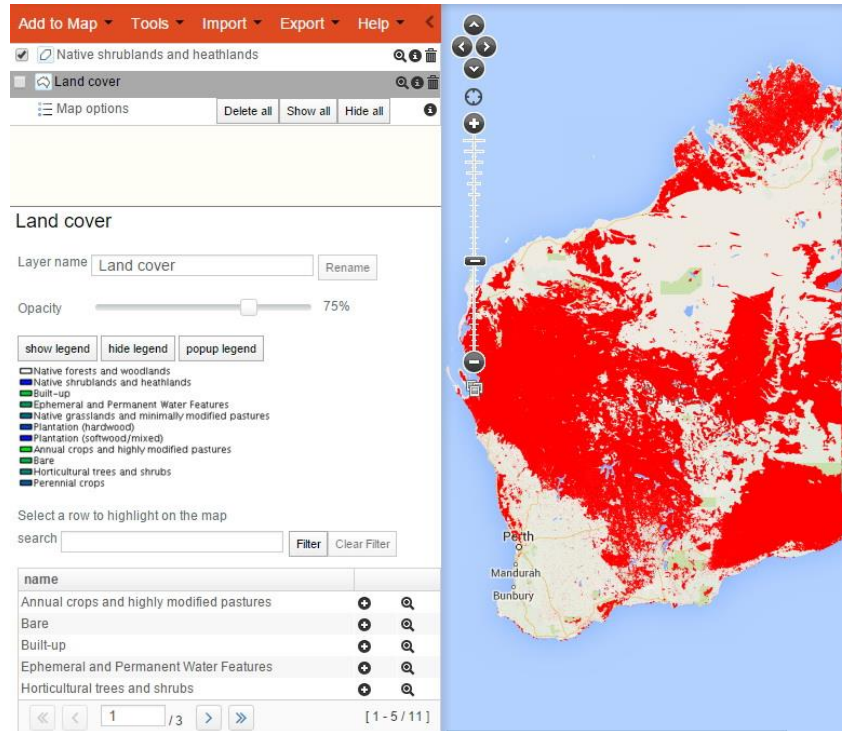 Add to Map Tools Import Export Help
Native shrublands and heathlands
Land cover
Map options Delete all Show all Hide all
Land cover
Layer name Land cover Rename
Opacity 75%
show legend hide legend popup legend
Native forests and woodlands
Native shrublands and heathlands
Built-up
Ephemeral and Permanent Water Features
Native grasslands and minimally modified pastures
Plantation (hardwood)
Plantation (softwood/mixed)
Annual crops and highly modified pastures
Bare
Horticultural trees and shrubs
Perennial crops
Select a row to highlight on the map
search Filter Clear Filter
name
Annual crops and highly modified pastures
Bare
Built-up
Ephemeral and Permanent Water Features
Horticultural trees and shrubs
1 / 3 [ 1 - 5 / 11 ]
Perth
Mandurah
Bunbury